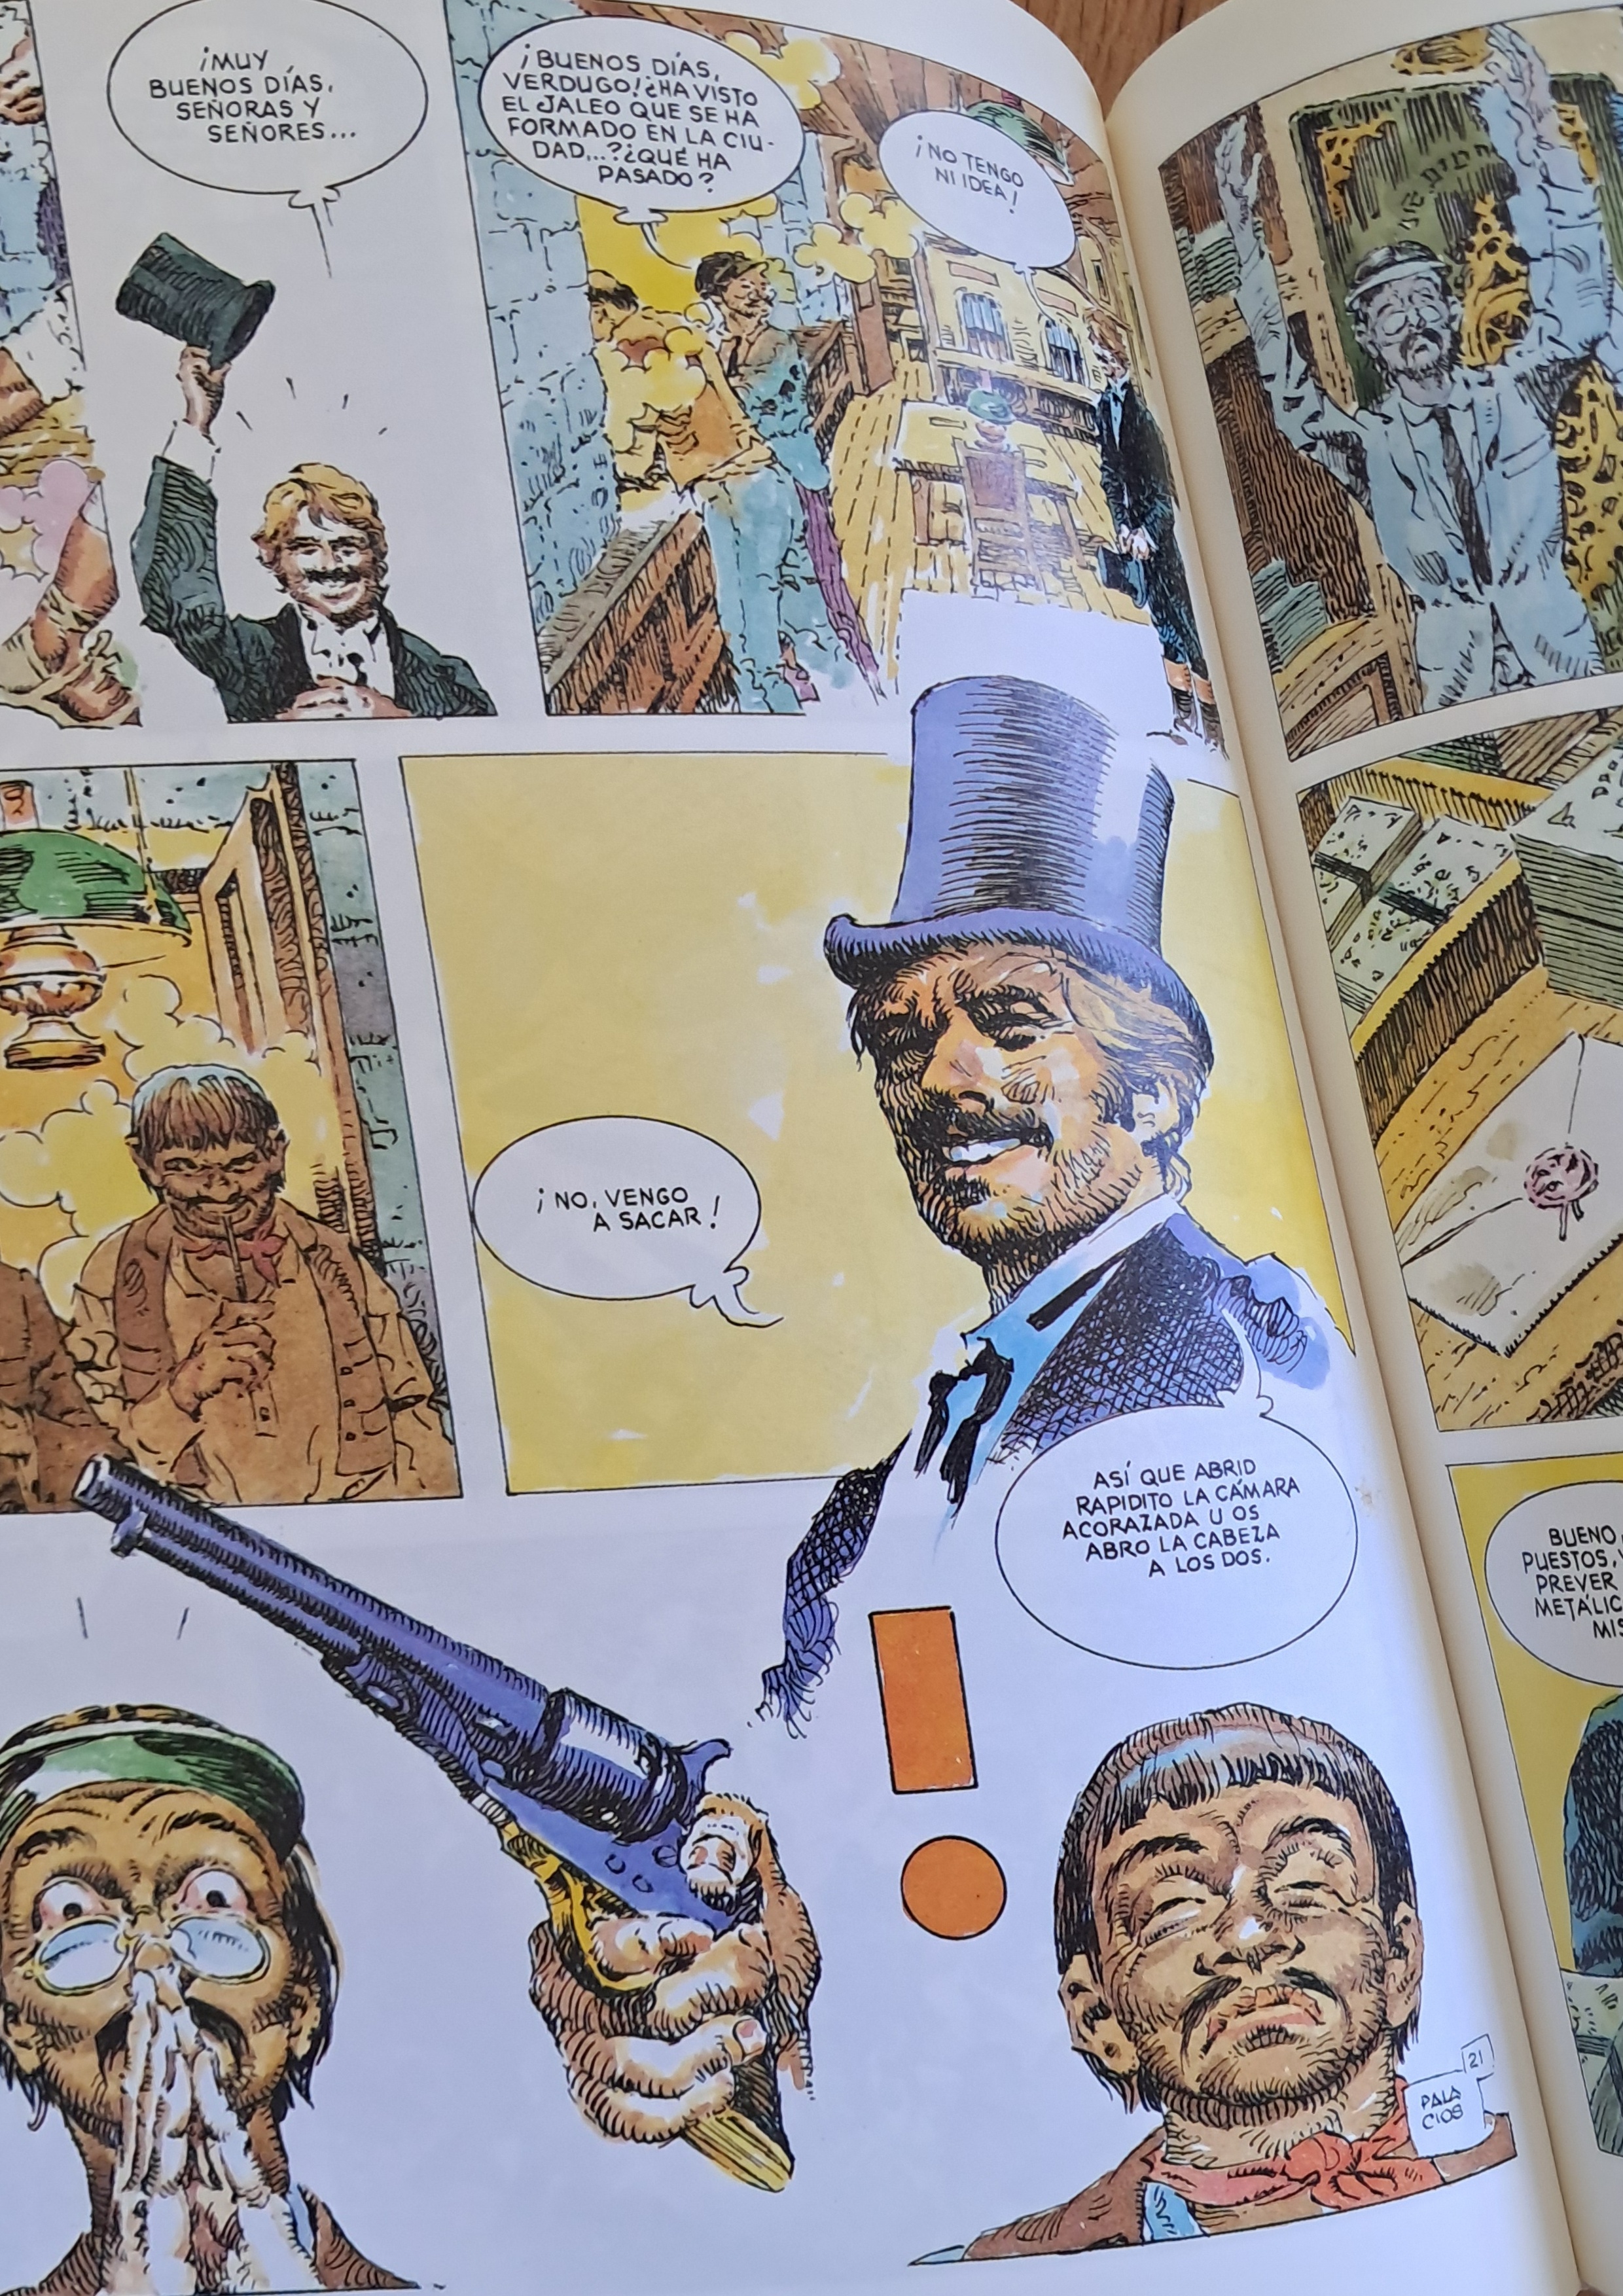 ¡MUY
BUENOS DÍAS,
SEÑORAS Y
SEÑORES...
¡BUENOS DÍAS,
VERDUGO! ¿HA VISTO
EL JALEO QUE SE HA
FORMADO EN LA CIU-
DAD...? ¿QUÉ HA
PASADO?
¡NO TENGO
NI IDEA!
¡NO, VENGO
A SACAR!
ASÍ QUE ABRID
RAPIDITO LA CÁMARA
ACORAZADA U OS
ABRO LA CABEZA
A LOS DOS.
!
21
PALA
CIOS
BUENO,
PUESTOS,
PREVER
METÁLIC
MIS